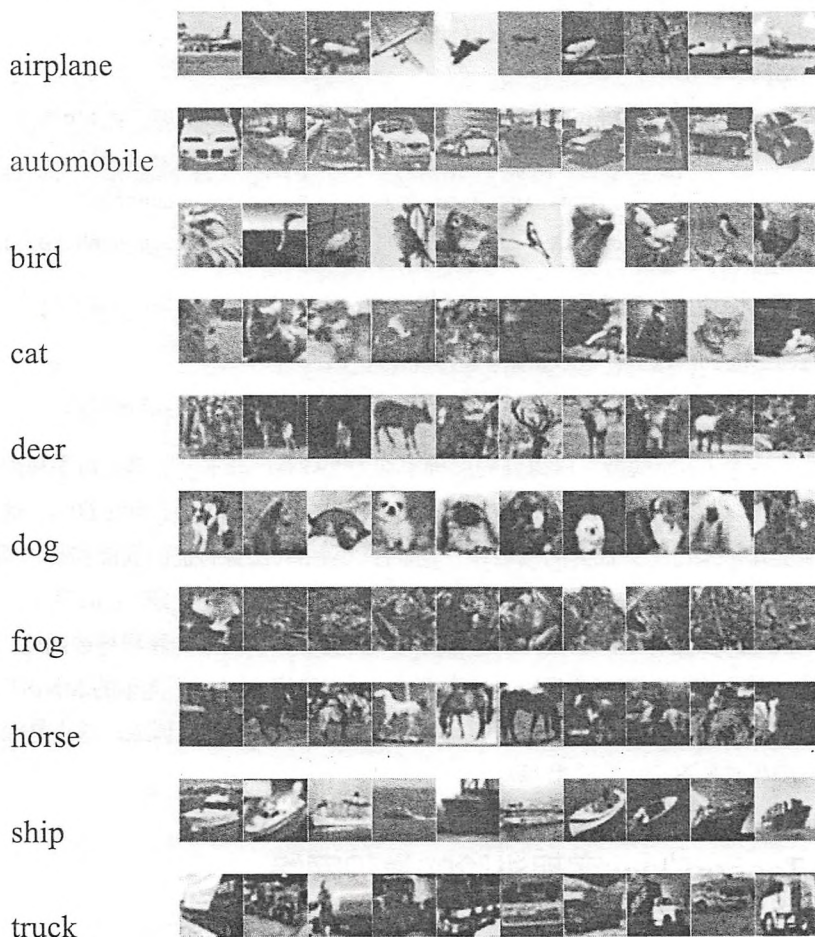 airplane
automobile
bird
cat
deer
dog
frog
horse
ship
truck